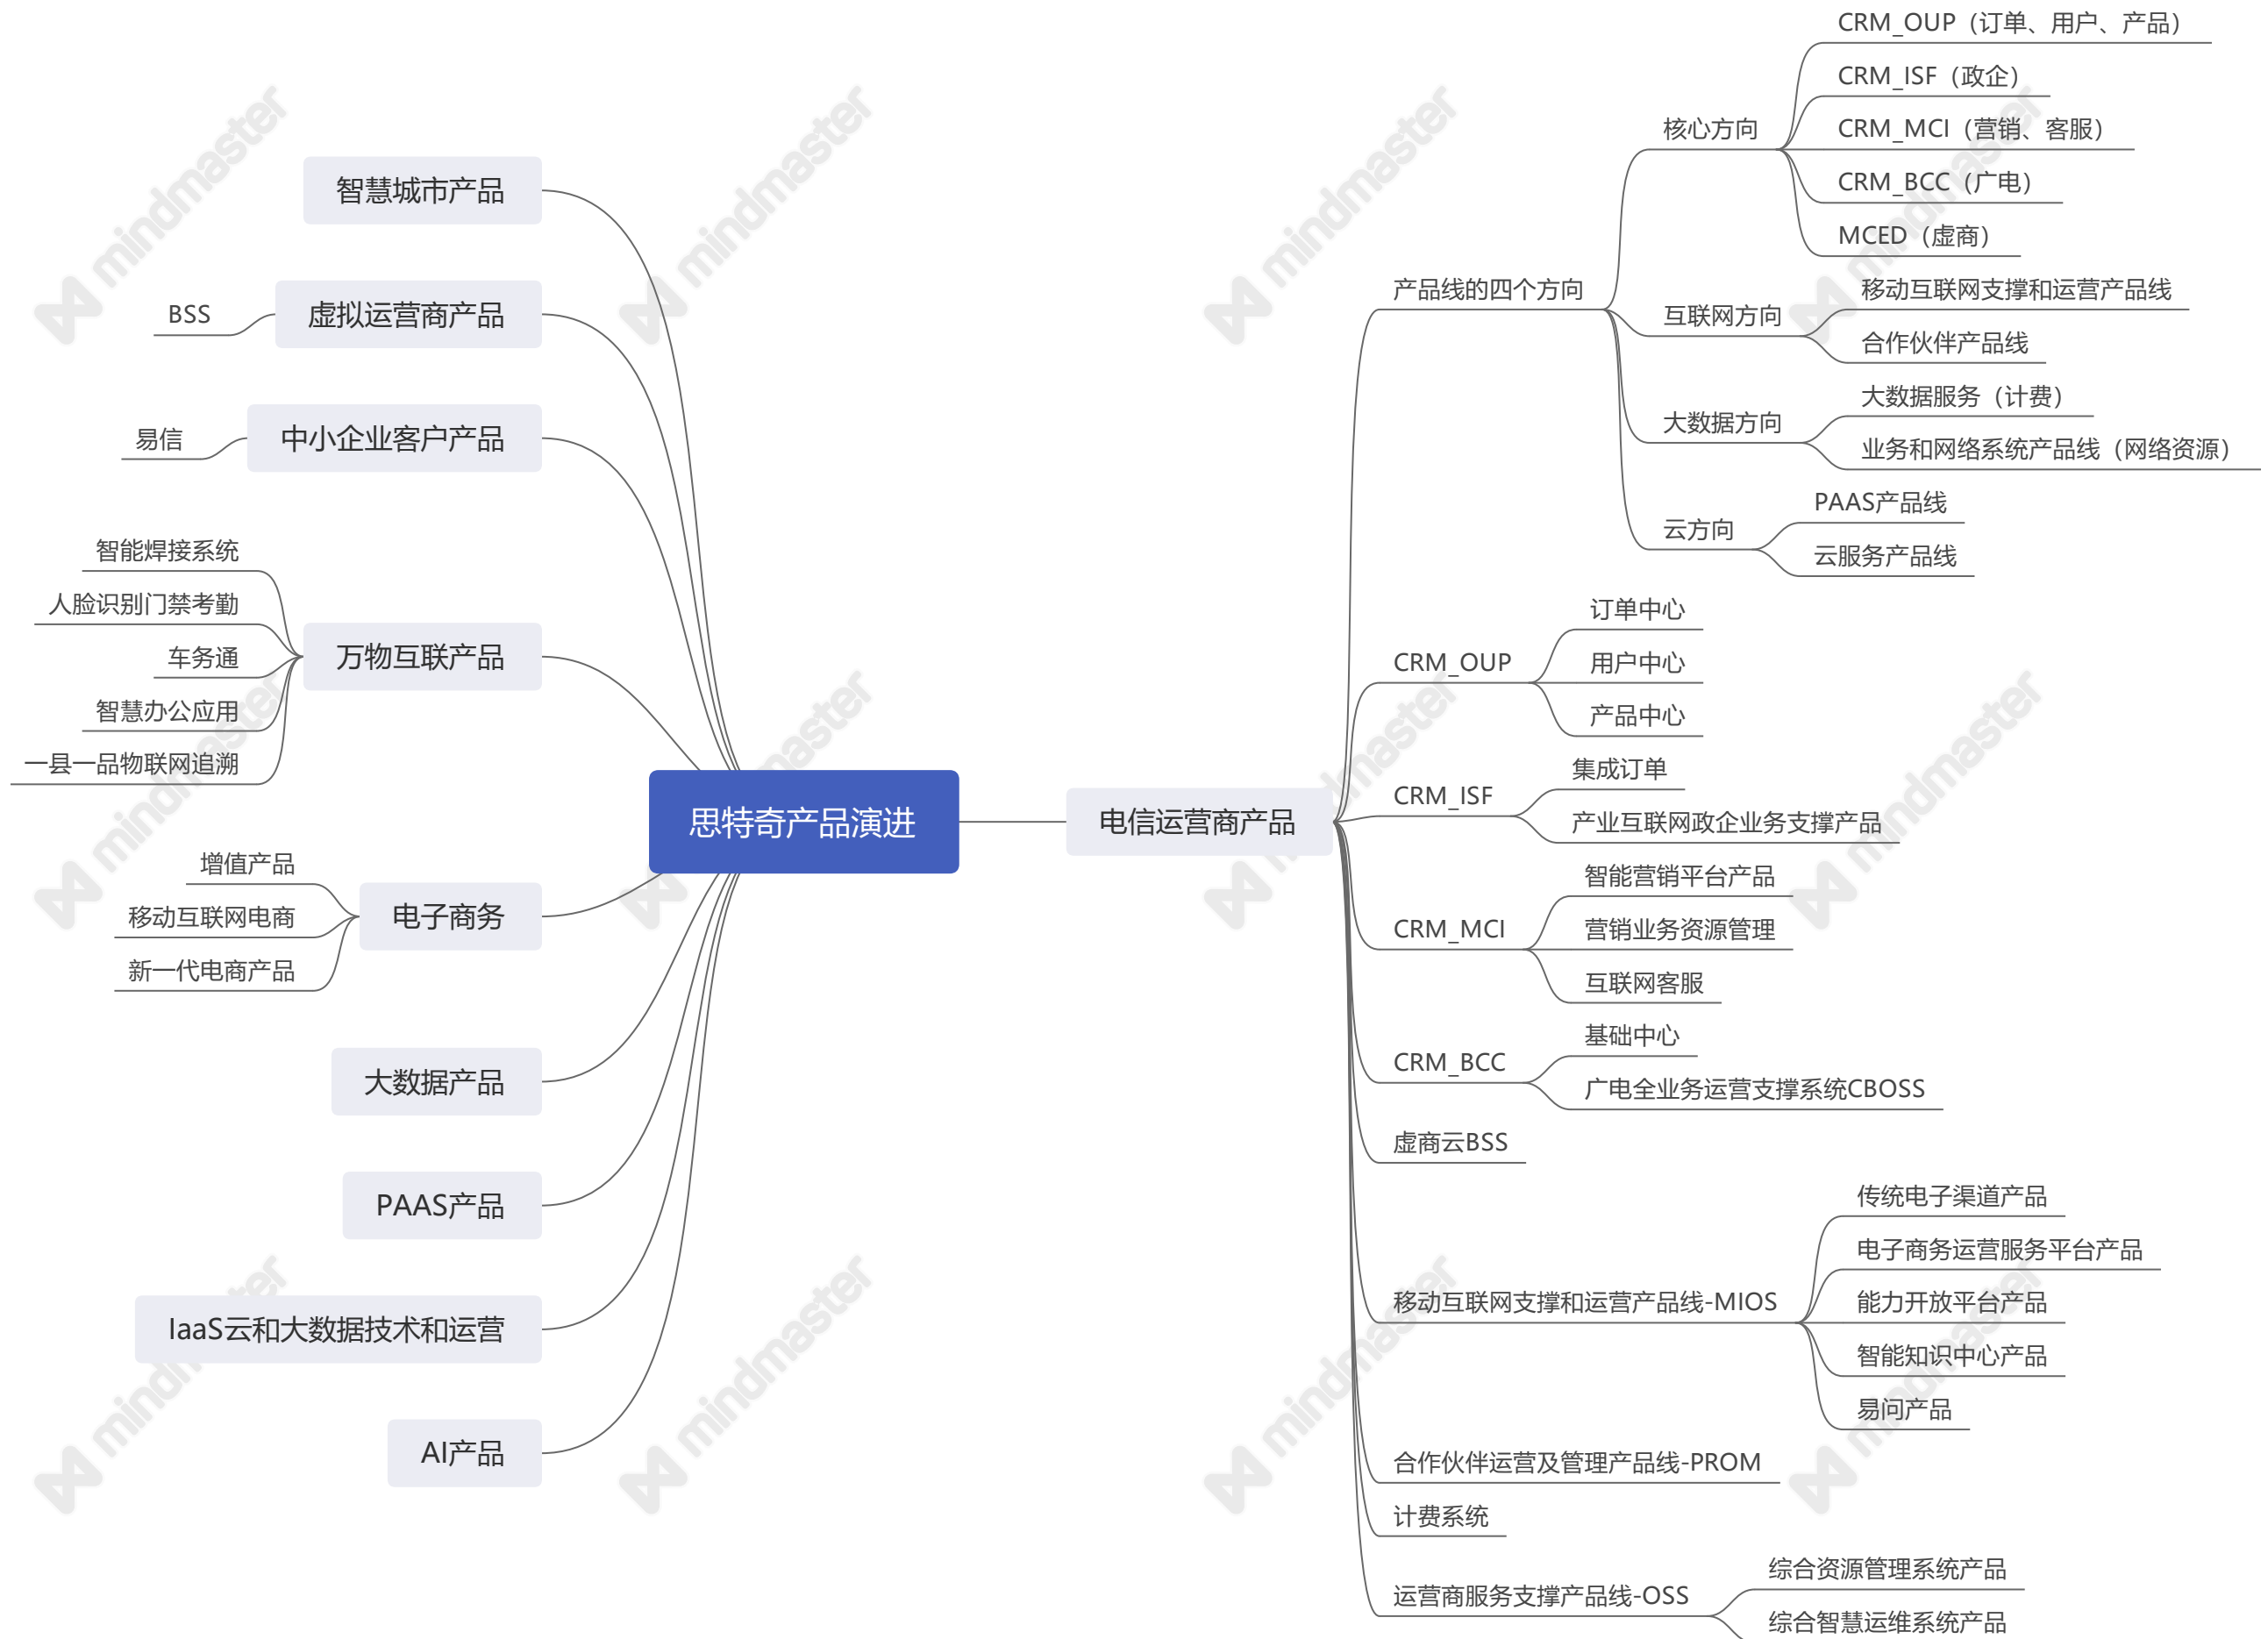 思特奇产品演进
电信运营商产品
产品线的四个方向
核心方向
CRM_OUP（订单、用户、产品）
CRM_ISF（政企）
CRM_MCI（营销、客服）
CRM_BCC（广电）
MCED（虚商）
互联网方向
移动互联网支撑和运营产品线
合作伙伴产品线
大数据方向
大数据服务（计费）
业务和网络系统产品线（网络资源）
云方向
PAAS产品线
云服务产品线
CRM_OUP
订单中心
用户中心
产品中心
CRM_ISF
集成订单
产业互联网政企业务支撑产品
CRM_MCI
智能营销平台产品
营销业务资源管理
互联网客服
CRM_BCC
基础中心
广电全业务运营支撑系统CBOSS
虚商云BSS
移动互联网支撑和运营产品线-MIOS
传统电子渠道产品
电子商务运营服务平台产品
能力开放平台产品
智能知识中心产品
易问产品
合作伙伴运营及管理产品线-PROM
计费系统
运营商服务支撑产品线-OSS
综合资源管理系统产品
综合智慧运维系统产品
智慧城市产品
虚拟运营商产品
BSS
中小企业客户产品
易信
万物互联产品
智能焊接系统
人脸识别门禁考勤
车务通
智慧办公应用
一县一品物联网追溯
电子商务
增值产品
移动互联网电商
新一代电商产品
大数据产品
PAAS产品
IaaS云和大数据技术和运营
AI产品
mindmaster
mindmaster
mindmaster
mindmaster
mindmaster
mindmaster
mindmaster
mindmaster
mindmaster
mindmaster
mindmaster
mindmaster